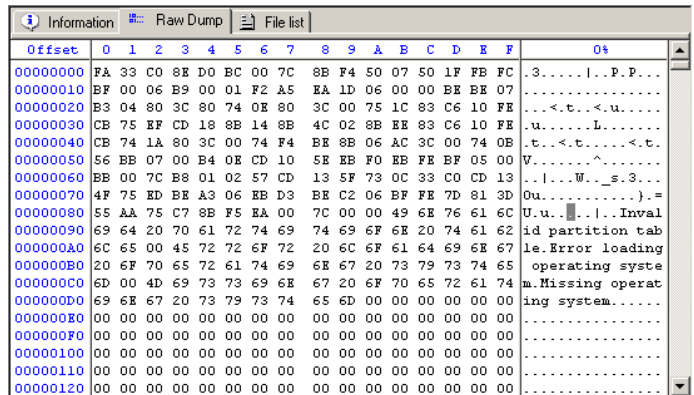 Information Raw Dump File list
Offset 0 1 2 3 4 5 6 7 8 9 A B C D E F 0%
00000000 FA 33 C0 8E D0 BC 00 7C 8B F4 50 07 50 1F FB FC .3.....|..P.P...
00000010 BF 00 06 B9 00 01 F2 A5 EA 1D 06 00 00 BE BE 07 ................
00000020 B3 04 80 3C 80 74 0E 80 3C 00 75 1C 83 C6 10 FE ...<.t..<.u.....
00000030 CB 75 EF CD 18 8B 14 8B 4C 02 8B EE 83 C6 10 FE .u......L.......
00000040 CB 74 1A 80 3C 00 74 F4 BE 8B 06 AC 3C 00 74 0B .t..<.t.....<.t.
00000050 56 BB 07 00 B4 0E CD 10 5E EB F0 EB FE BF 05 00 V.......^.......
00000060 BB 00 7C B8 01 02 57 CD 13 5F 73 0C 33 C0 CD 13 ..|...W.._s.3...
00000070 4F 75 ED BE A3 06 EB D3 BE C2 06 BF FE 7D 81 3D Ou...........}.=
00000080 55 AA 75 C7 8B F5 EA 00 7C 00 00 49 6E 76 61 6C U.u.....|..Inval
00000090 69 64 20 70 61 72 74 69 74 69 6F 6E 20 74 61 62 id partition tab
000000A0 6C 65 00 45 72 72 6F 72 20 6C 6F 61 64 69 6E 67 le.Error loading
000000B0 20 6F 70 65 72 61 74 69 6E 67 20 73 79 73 74 65 operating syste
000000C0 6D 00 4D 69 73 73 69 6E 67 20 6F 70 65 72 61 74 m.Missing operat
000000D0 69 6E 67 20 73 79 73 74 65 6D 00 00 00 00 00 00 ing system......
000000E0 00 00 00 00 00 00 00 00 00 00 00 00 00 00 00 00 ................
000000F0 00 00 00 00 00 00 00 00 00 00 00 00 00 00 00 00 ................
00000100 00 00 00 00 00 00 00 00 00 00 00 00 00 00 00 00 ................
00000110 00 00 00 00 00 00 00 00 00 00 00 00 00 00 00 00 ................
00000120 00 00 00 00 00 00 00 00 00 00 00 00 00 00 00 00 ................